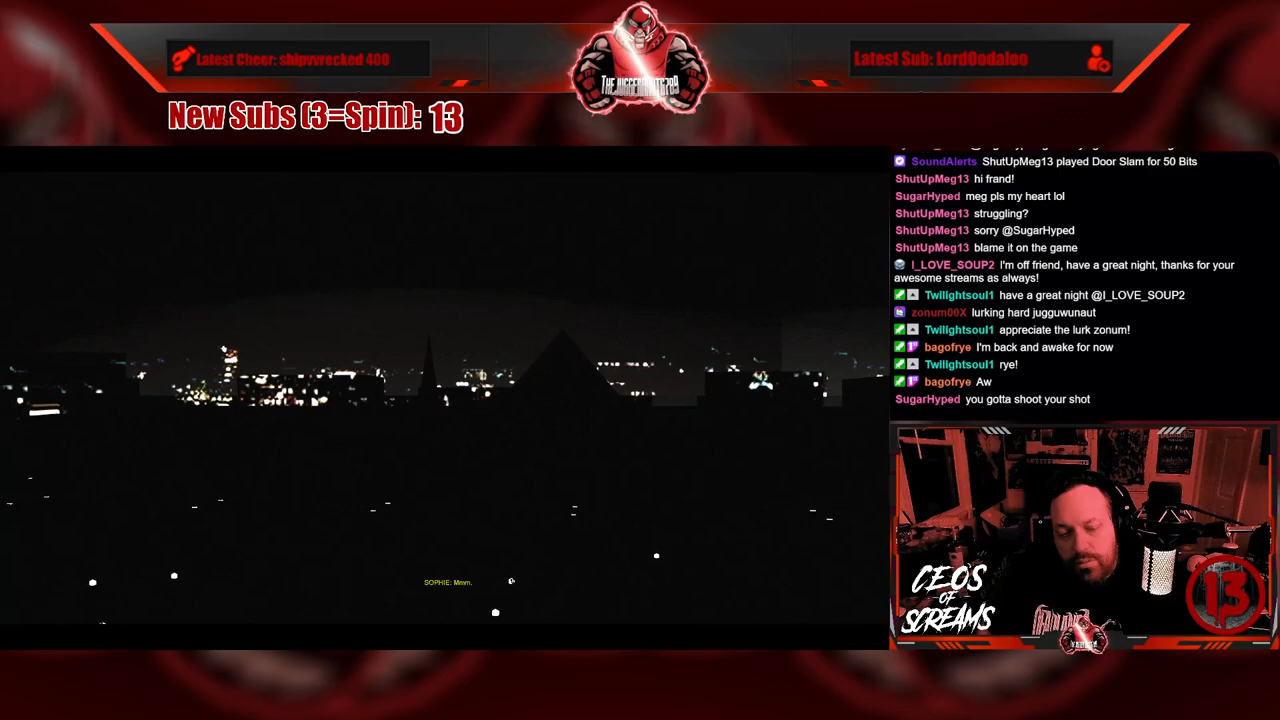 Latest Cheer: shipvvrecked 400
THEJUGGERNAUT6789
Latest Sub: LordOodaloo
New Subs (3=Spin): 13
SoundAlerts ShutUpMeg13 played Door Slam for 50 Bits
ShutUpMeg13 hi frand!
SugarHyped meg pls my heart lol
ShutUpMeg13 struggling?
ShutUpMeg13 sorry @SugarHyped
ShutUpMeg13 blame it on the game
I_LOVE_SOUP2 I'm off friend, have a great night, thanks for your
awesome streams as always!
Twilightsoul1 have a great night @I_LOVE_SOUP2
zonum00X lurking hard jugguwunaut
Twilightsoul1 appreciate the lurk zonum!
bagofrye I'm back and awake for now
Twilightsoul1 rye!
bagofrye Aw
SugarHyped you gotta shoot your shot
SOPHIE: Mmm.
CEO'S
OF
SCREAMS
13